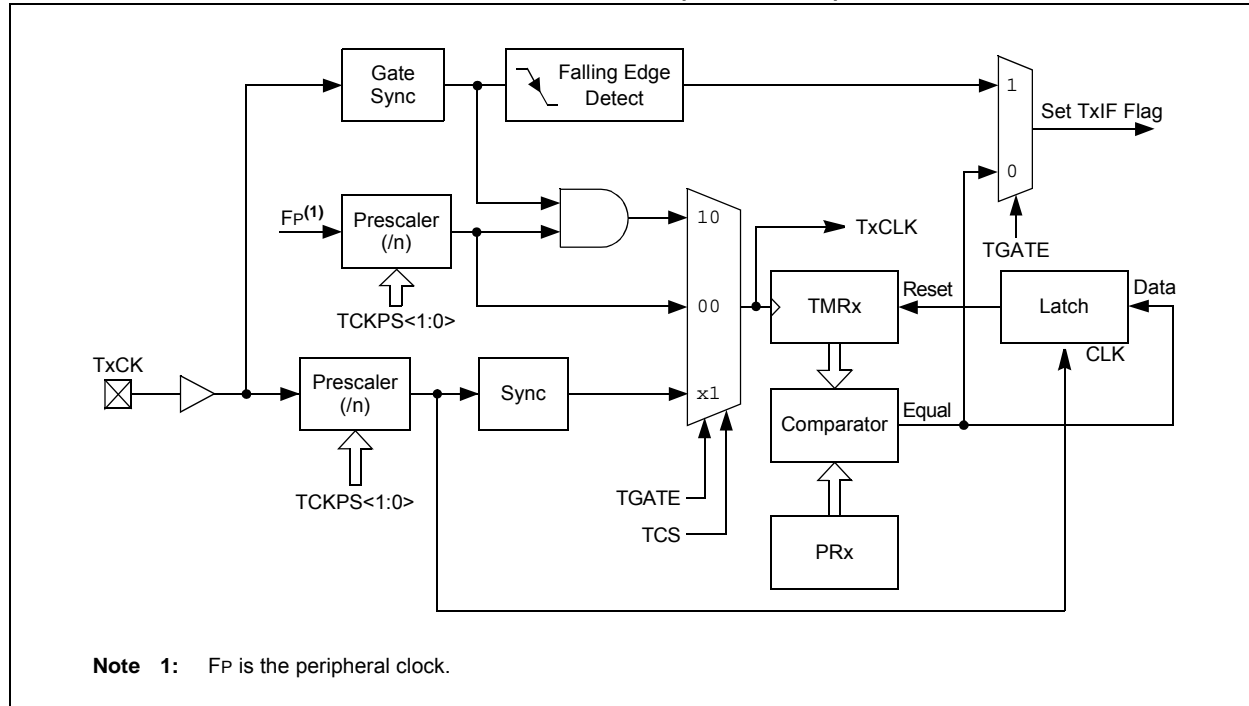 Gate
Sync
Falling Edge
Detect
1
Set TxIF Flag
0
FP(1)
Prescaler
(/n)
10
TxCLK
TGATE
TCKPS<1:0>
00
TMRx
Reset
Latch
Data
CLK
TxCK
Prescaler
(/n)
Sync
x1
Comparator
Equal
TCKPS<1:0>
TGATE
TCS
PRx
Note 1: FP is the peripheral clock.